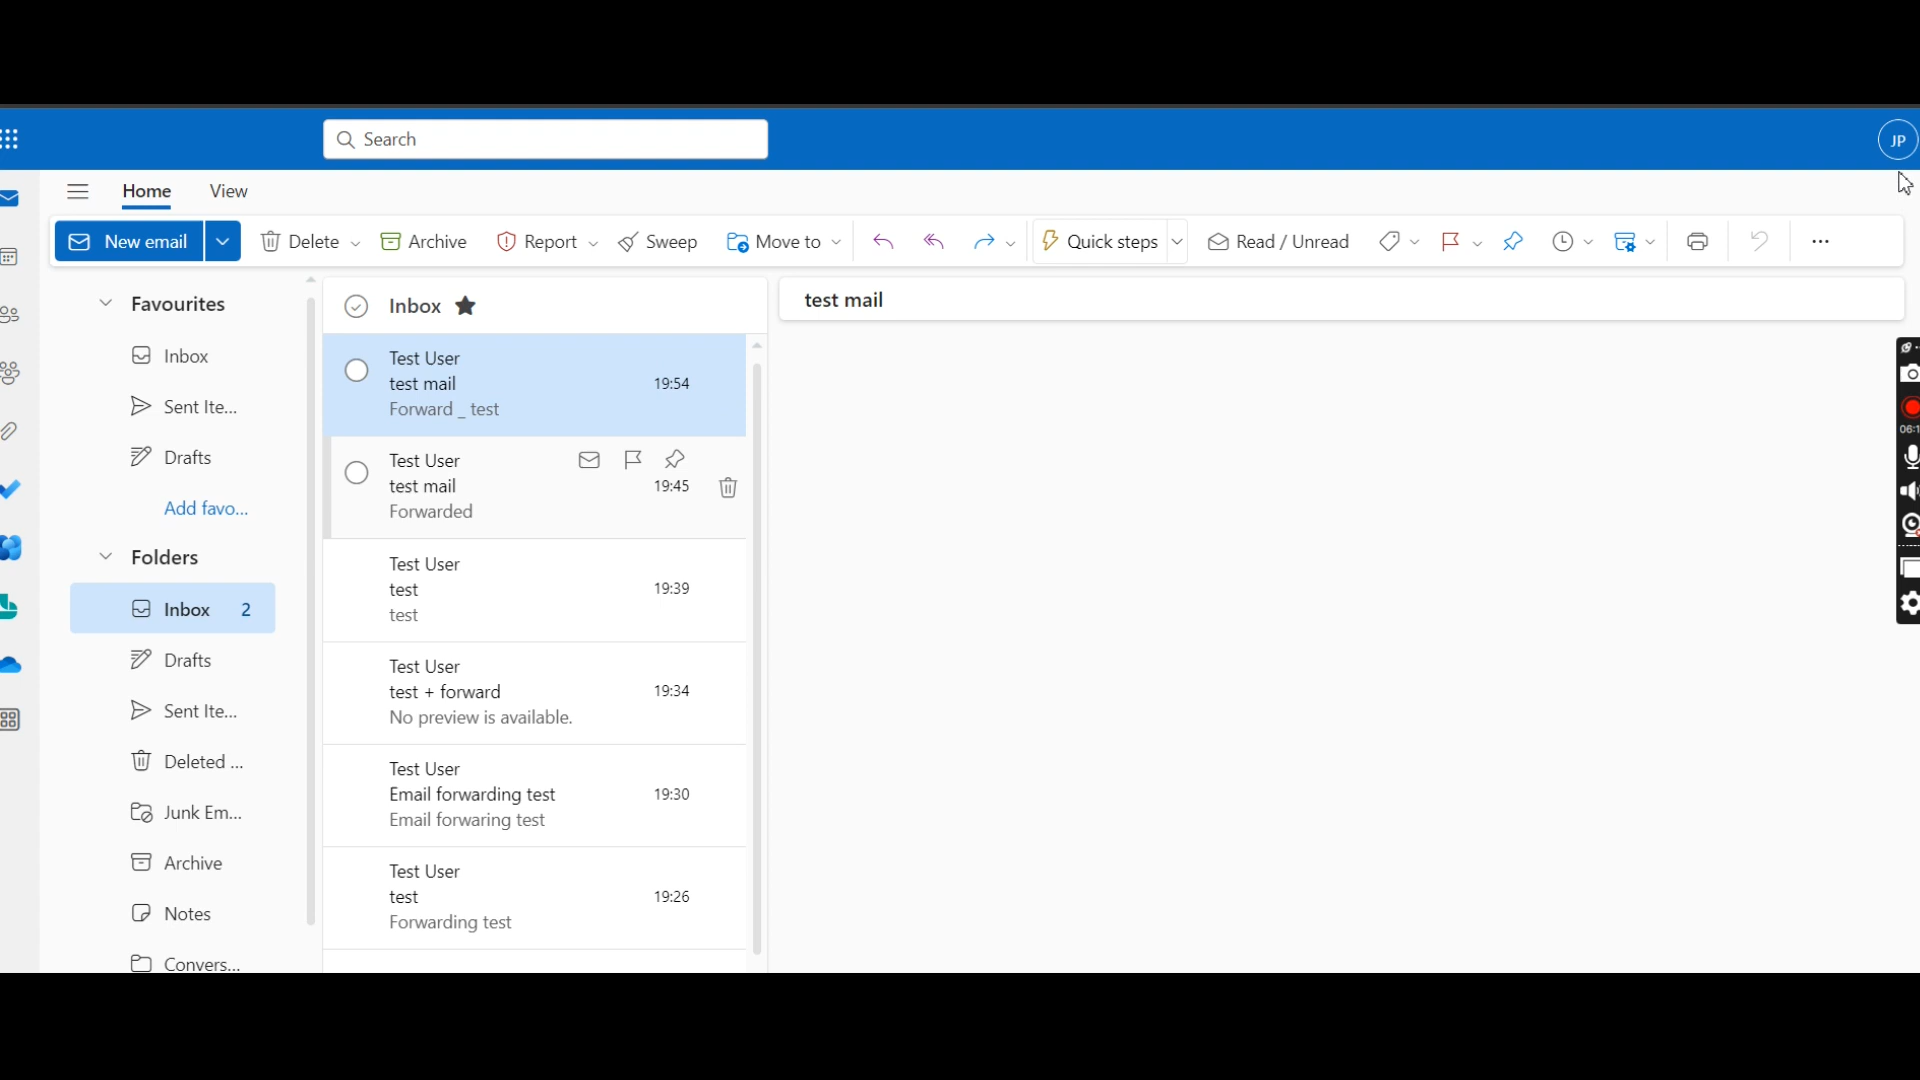 Search
JP
Home View
New email Delete Archive Report Sweep Move to Quick steps Read / Unread
Favourites
Inbox
Sent Ite...
Drafts
Add favo...
Folders
Inbox 2
Drafts
Sent Ite...
Deleted ...
Junk Em...
Archive
Notes
Convers...
Inbox
Test User
test mail 19:54
Forward _ test
Test User
test mail 19:45
Forwarded
Test User
test 19:39
test
Test User
test + forward 19:34
No preview is available.
Test User
Email forwarding test 19:30
Email forwaring test
Test User
test 19:26
Forwarding test
test mail